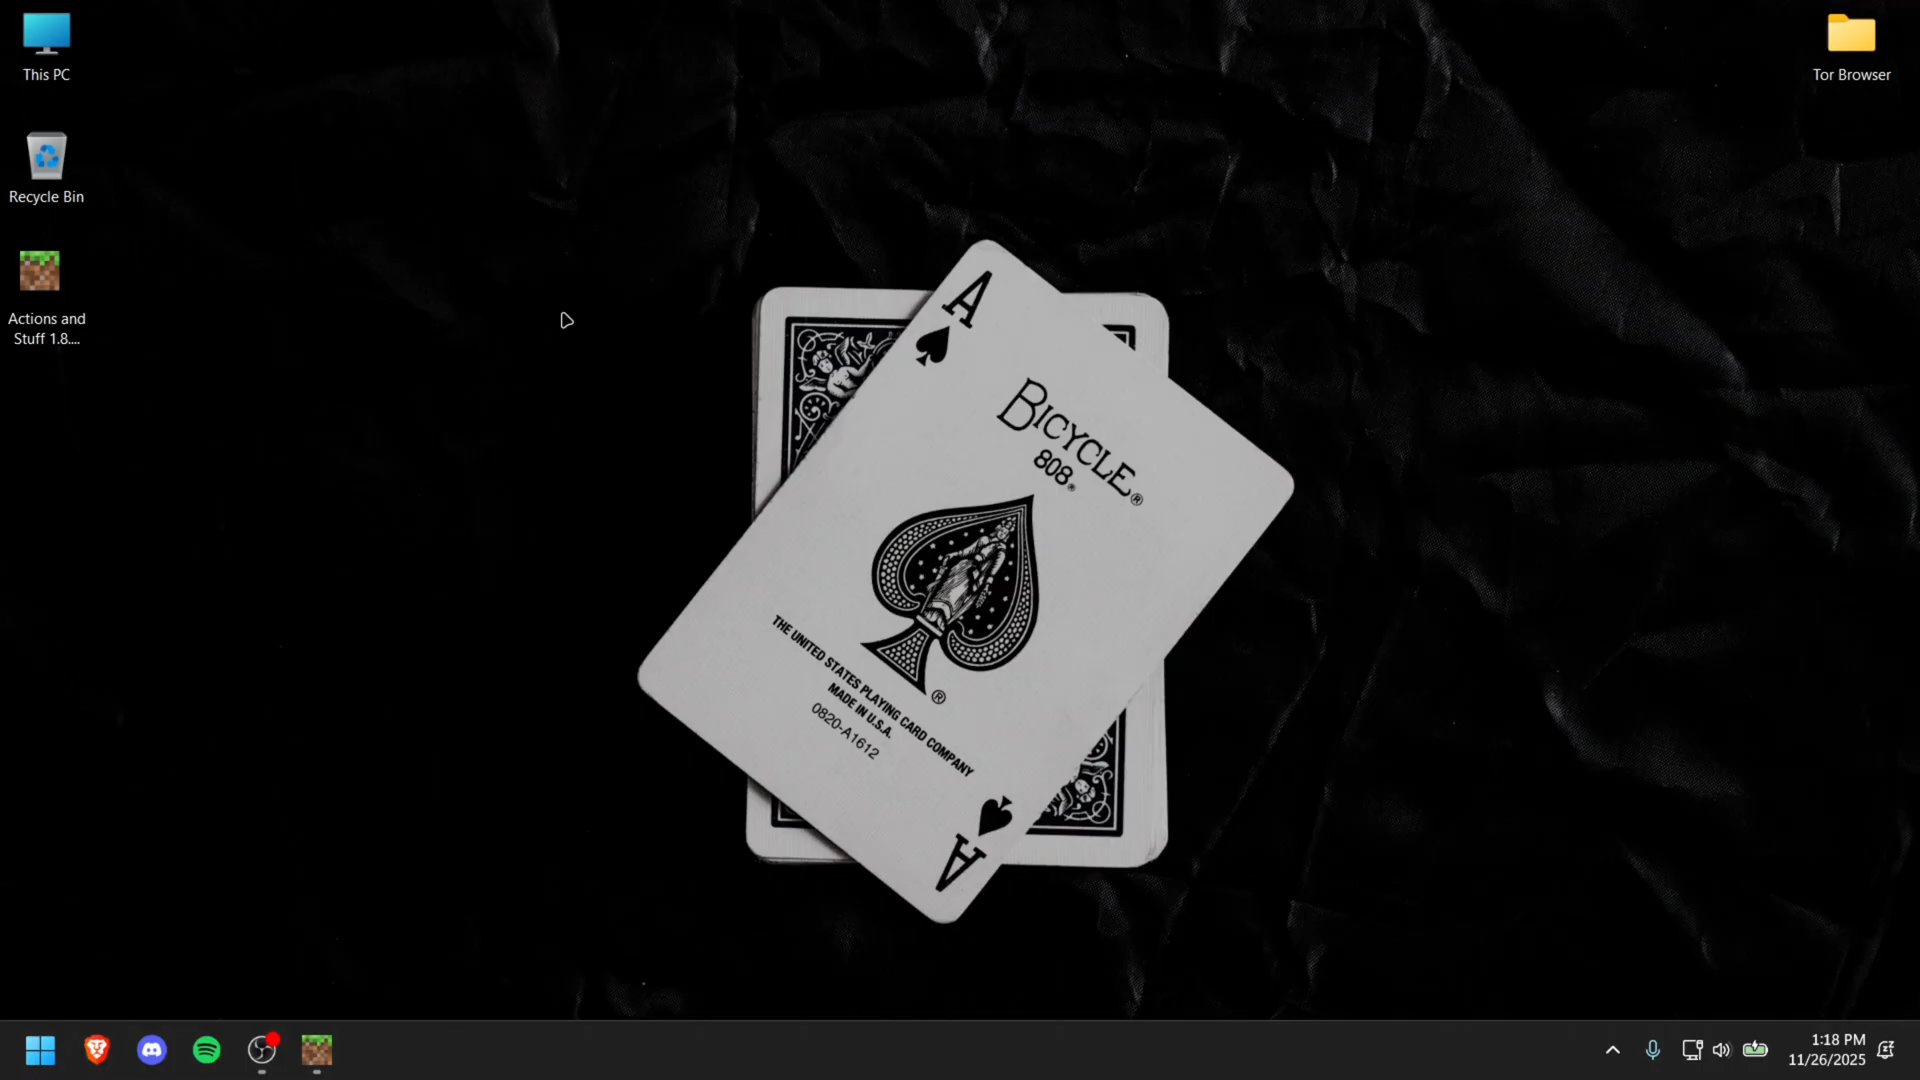 This PC
Tor Browser
Recycle Bin
Actions and
Stuff 1.8....
A
BICYCLE®
808®
®
THE UNITED STATES PLAYING CARD COMPANY
MADE IN U.S.A.
0820-A1612
A
1:18 PM
11/26/2025